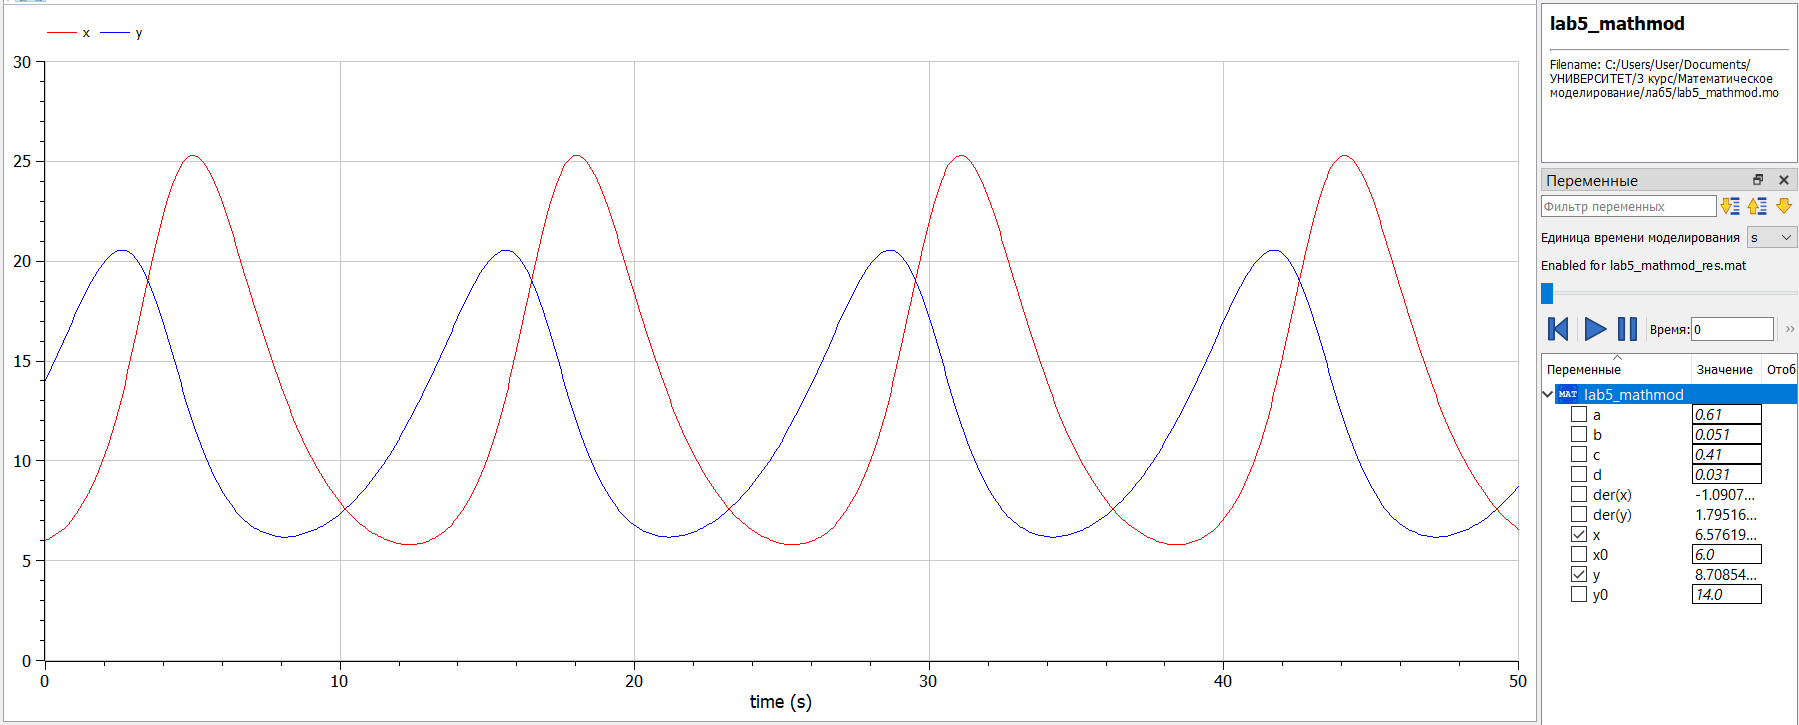 x y
30
25
20
15
10
5
0
0 10 20 30 40 50
time (s)
lab5_mathmod
Filename: C:/Users/User/Documents/
УНИВЕРСИТЕТ/3 курс/Математическое
моделирование/лаб5/lab5_mathmod.mo
Переменные
Фильтр переменных
Единица времени моделирования s
Enabled for lab5_mathmod_res.mat
Время: 0 »
Переменные Значение Отоб
MAT lab5_mathmod
a 0.61
b 0.051
c 0.41
d 0.031
der(x) -1.0907...
der(y) 1.79516...
x 6.57619...
x0 6.0
y 8.70854...
y0 14.0